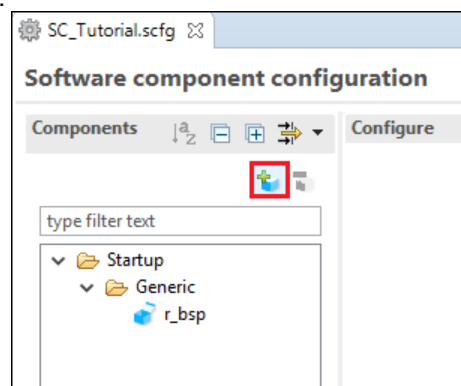 .
SC_Tutorial.scfg
Software component configuration
Components
Configure
type filter text
Startup
Generic
r_bsp